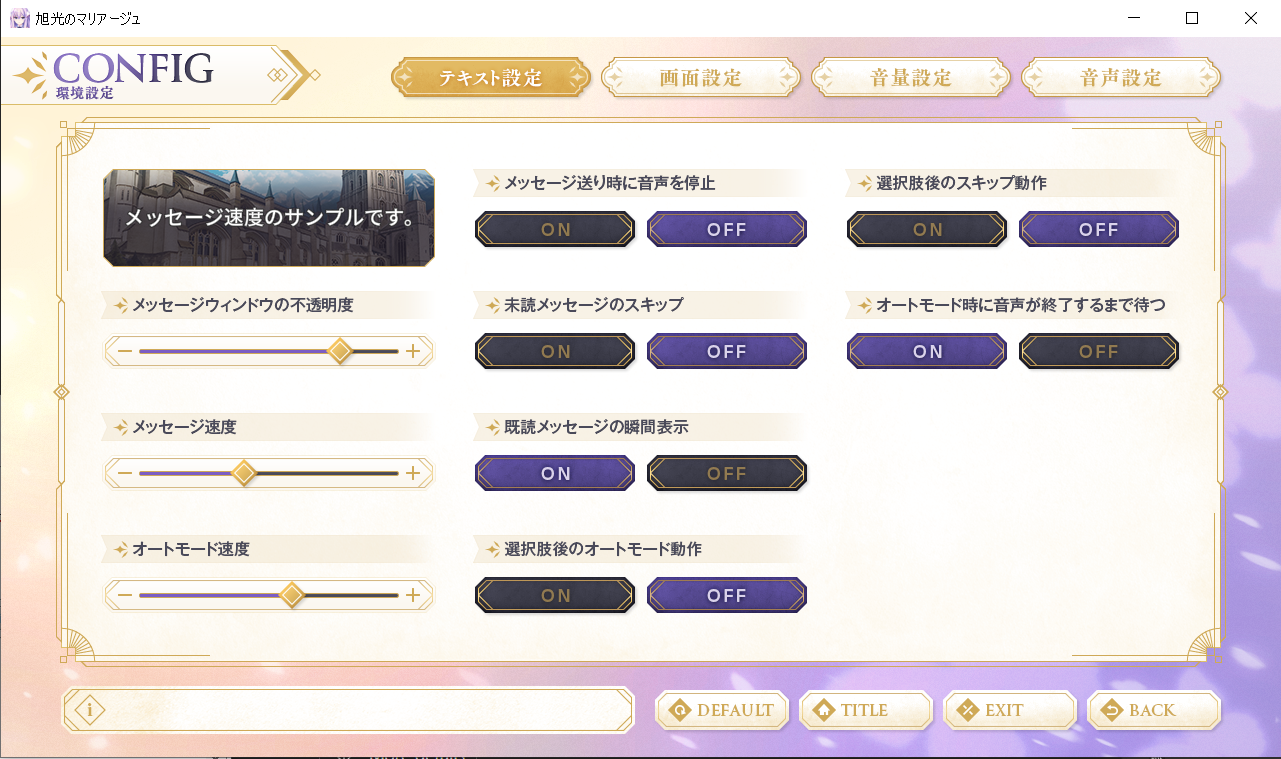 旭光のマリアージュ
CONFIG
環境設定
テキスト設定
画面設定
音量設定
音声設定
メッセージ速度のサンプルです。
メッセージウィンドウの不透明度
メッセージ速度
オートモード速度
メッセージ送り時に音声を停止
ON OFF
未読メッセージのスキップ
ON OFF
既読メッセージの瞬間表示
ON OFF
選択肢後のオートモード動作
ON OFF
選択肢後のスキップ動作
ON OFF
オートモード時に音声が終了するまで待つ
ON OFF
DEFAULT
TITLE
EXIT
BACK